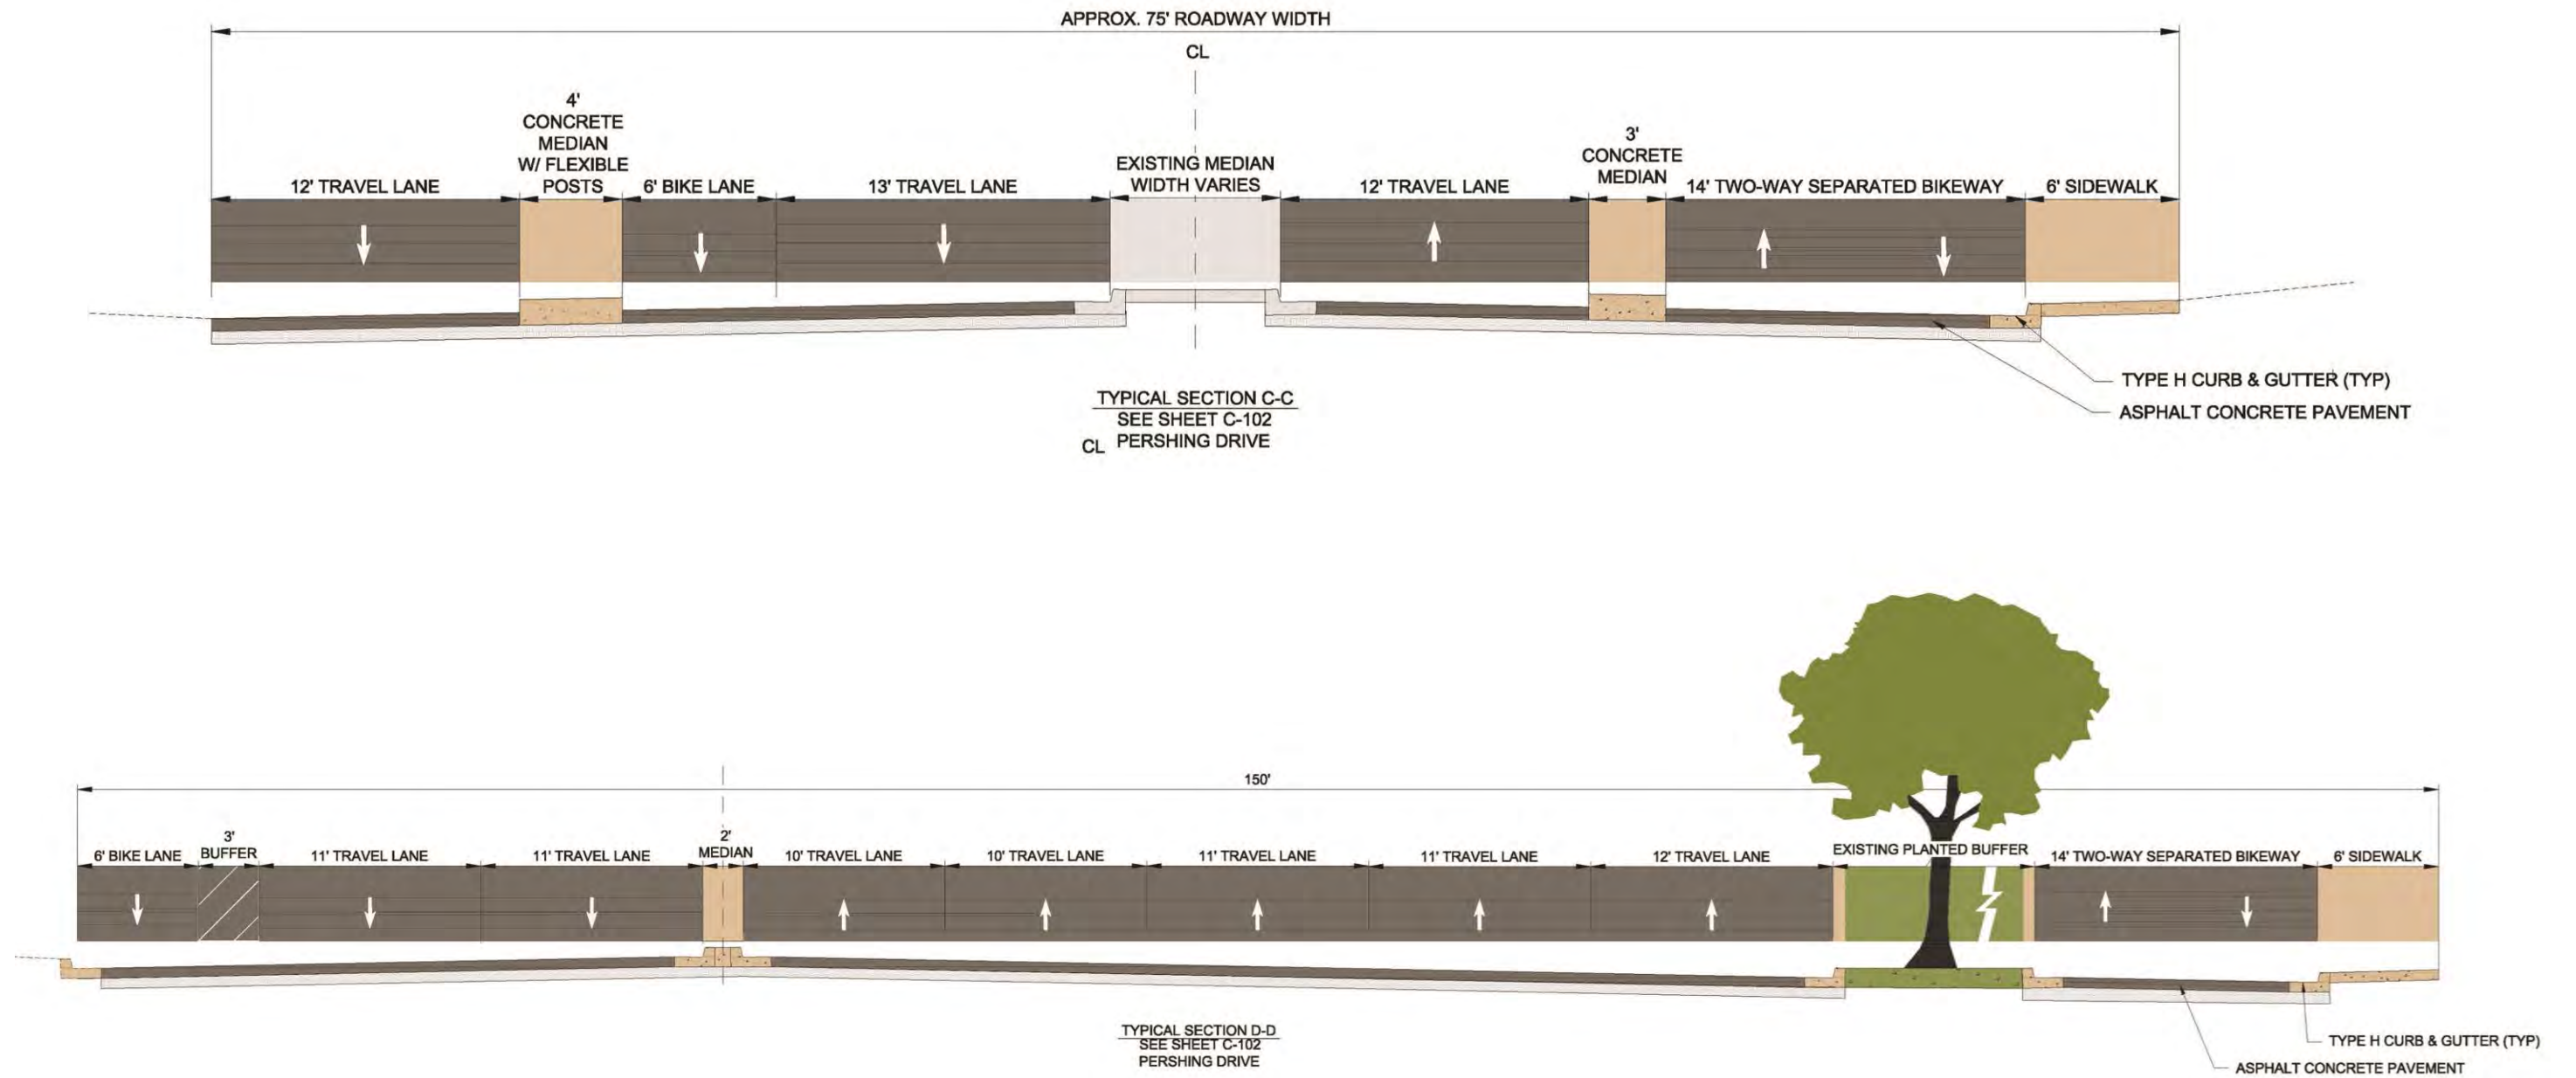 APPROX. 75' ROADWAY WIDTH
CL
4'
CONCRETE
MEDIAN
W/ FLEXIBLE
POSTS
3'
CONCRETE
MEDIAN
EXISTING MEDIAN
WIDTH VARIES
12' TRAVEL LANE
6' BIKE LANE
13' TRAVEL LANE
12' TRAVEL LANE
14' TWO-WAY SEPARATED BIKEWAY
6' SIDEWALK
TYPE H CURB & GUTTER (TYP)
ASPHALT CONCRETE PAVEMENT
TYPICAL SECTION C-C
SEE SHEET C-102
PERSHING DRIVE
CL
150'
6' BIKE LANE
3'
BUFFER
11' TRAVEL LANE
11' TRAVEL LANE
2'
MEDIAN
10' TRAVEL LANE
10' TRAVEL LANE
11' TRAVEL LANE
11' TRAVEL LANE
12' TRAVEL LANE
EXISTING PLANTED BUFFER
14' TWO-WAY SEPARATED BIKEWAY
6' SIDEWALK
TYPICAL SECTION D-D
SEE SHEET C-102
PERSHING DRIVE
TYPE H CURB & GUTTER (TYP)
ASPHALT CONCRETE PAVEMENT